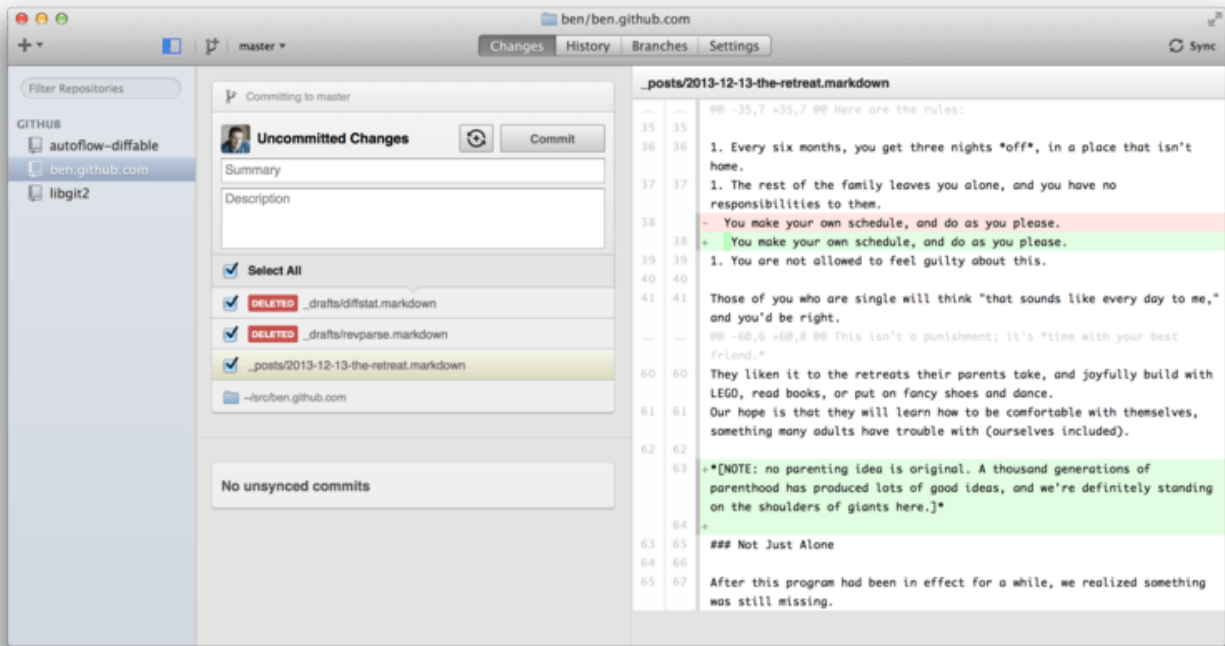 ben/ben.github.com
master
Changes
History
Branches
Settings
Sync
Filter Repositories
GITHUB
autoflow-diffable
ben.github.com
libgit2
Committing to master
Uncommitted Changes
Commit
Summary
Description
Select All
DELETED _drafts/diffstat.markdown
DELETED _drafts/revparse.markdown
_posts/2013-12-13-the-retreat.markdown
~/src/ben.github.com
No unsynced commits
_posts/2013-12-13-the-retreat.markdown
... ... @@ -35,7 +35,7 @@ Here are the rules:
35 35
36 36 1. Every six months, you get three nights *off*, in a place that isn't
home.
37 37 1. The rest of the family leaves you alone, and you have no
responsibilities to them.
38 - You make your own schedule, and do as you please.
38 + You make your own schedule, and do as you please.
39 39 1. You are not allowed to feel guilty about this.
40 40
41 41 Those of you who are single will think "that sounds like every day to me,"
and you'd be right.
... ... @@ -60,6 +60,8 @@ This isn't a punishment; it's *time with your best
friend.*
60 60 They liken it to the retreats their parents take, and joyfully build with
LEGO, read books, or put on fancy shoes and dance.
61 61 Our hope is that they will learn how to be comfortable with themselves,
something many adults have trouble with (ourselves included).
62 62
63 +*[NOTE: no parenting idea is original. A thousand generations of
parenthood has produced lots of good ideas, and we're definitely standing
on the shoulders of giants here.]*
64 +
63 65 ### Not Just Alone
64 66
65 67 After this program had been in effect for a while, we realized something
was still missing.